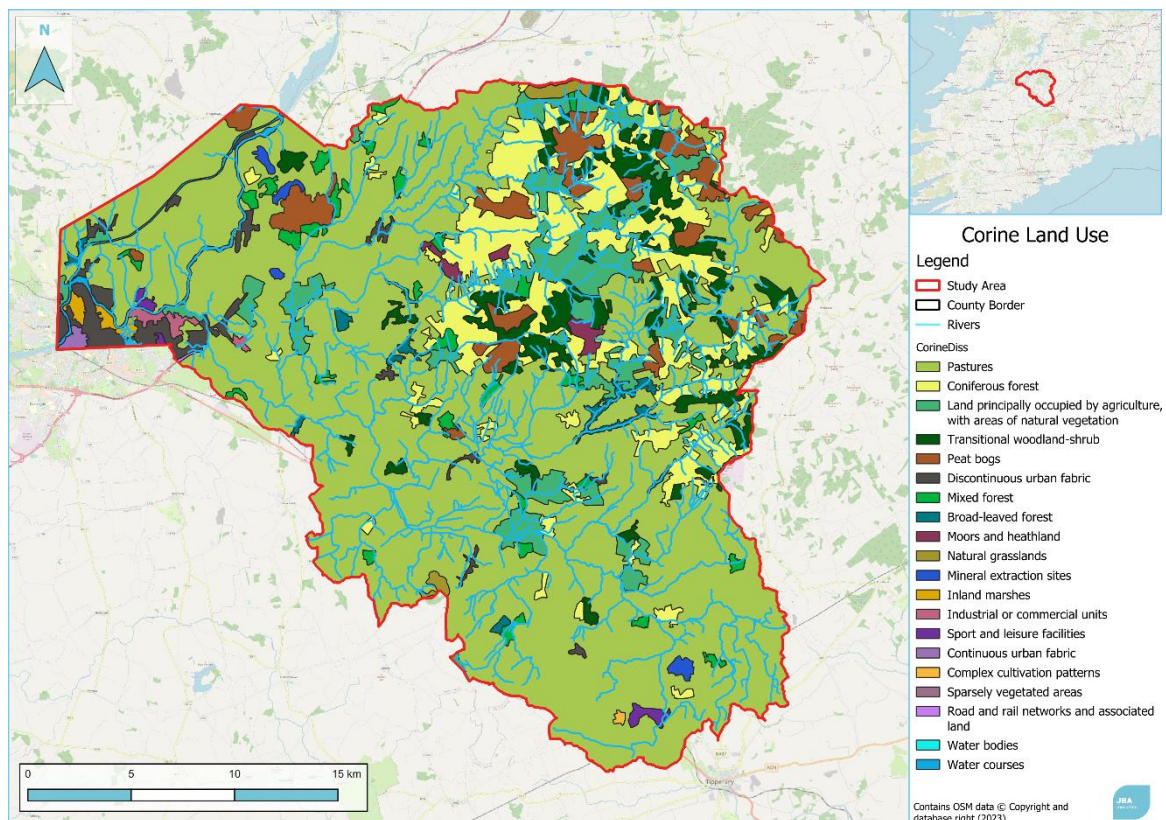 N
0 5 10 15 km
Tipperary
Corine Land Use
Legend
Study Area
County Border
Rivers
CorineDiss
Pastures
Coniferous forest
Land principally occupied by agriculture,
with areas of natural vegetation
Transitional woodland-shrub
Peat bogs
Discontinuous urban fabric
Mixed forest
Broad-leaved forest
Moors and heathland
Natural grasslands
Mineral extraction sites
Inland marshes
Industrial or commercial units
Sport and leisure facilities
Continuous urban fabric
Complex cultivation patterns
Sparsely vegetated areas
Road and rail networks and associated
land
Water bodies
Water courses
Contains OSM data © Copyright and
database right (2023)
JBA